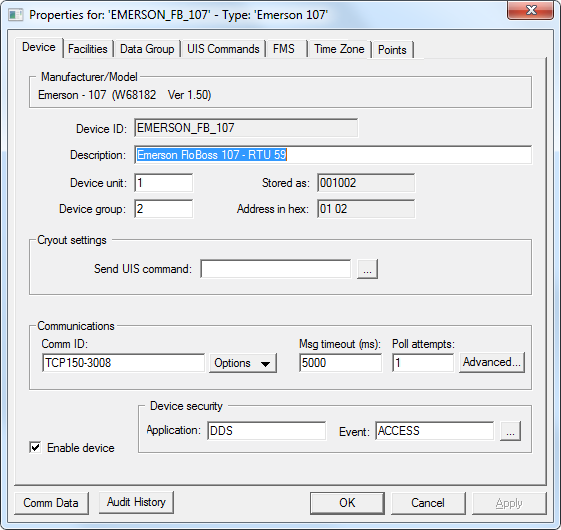 Properties for: 'EMERSON_FB_107' - Type: 'Emerson 107'
Device Facilities Data Group UIS Commands FMS Time Zone Points
Manufacturer/Model
Emerson - 107 (W68182 Ver 1.50)
Device ID: EMERSON_FB_107
Description: Emerson FloBoss 107 - RTU 59
Device unit: 1 Stored as: 001002
Device group: 2 Address in hex: 01 02
Cryout settings
Send UIS command: ...
Communications
Comm ID: Msg timeout (ms): Poll attempts:
TCP150-3008 Options 5000 1 Advanced...
Device security
Application: DDS Event: ACCESS ...
Enable device
Comm Data Audit History OK Cancel Apply